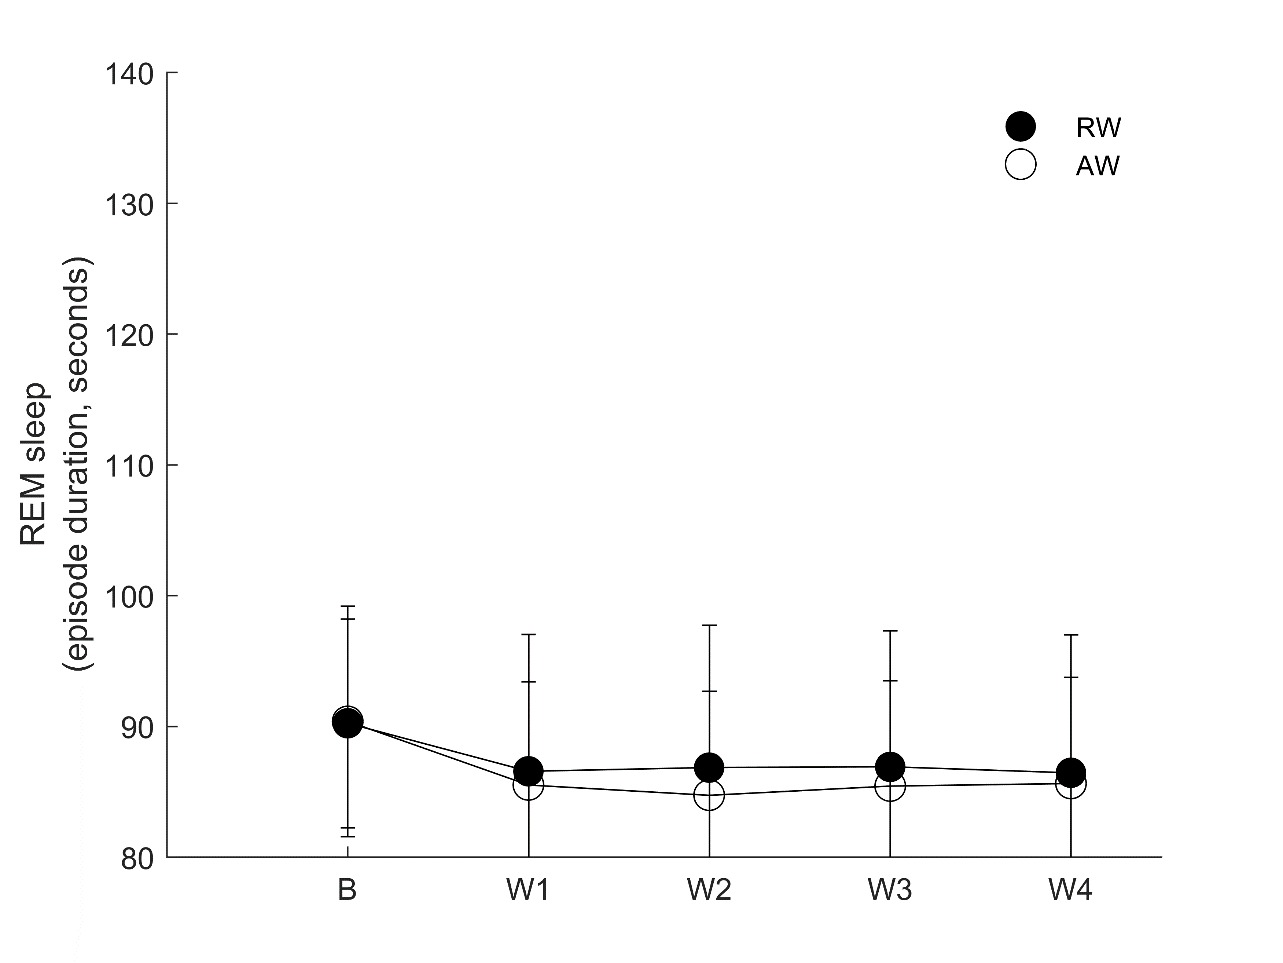 140
130
120
110
100
90
80
REM sleep
(episode duration, seconds)
RW
AW
B
W1
W2
W3
W4